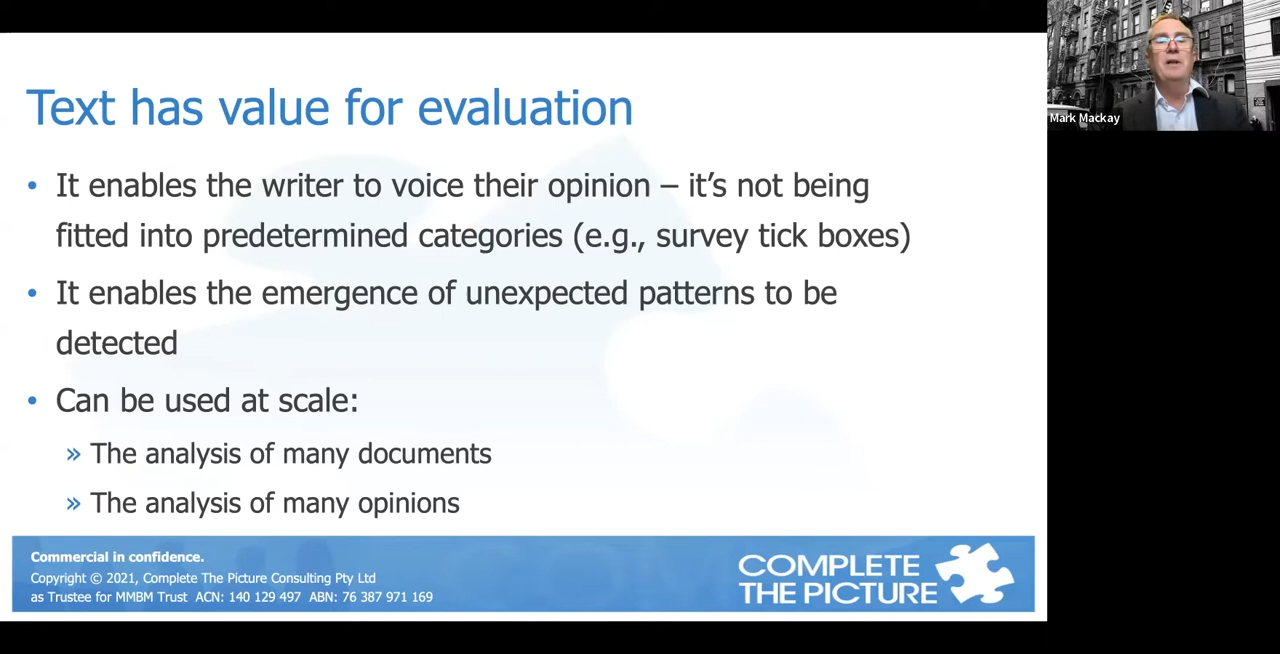 Text has value for evaluation
• It enables the writer to voice their opinion – it's not being
fitted into predetermined categories (e.g., survey tick boxes)
• It enables the emergence of unexpected patterns to be
detected
• Can be used at scale:
» The analysis of many documents
» The analysis of many opinions
Commercial in confidence.
Copyright © 2021, Complete The Picture Consulting Pty Ltd
as Trustee for MMBM Trust ACN: 140 129 497 ABN: 76 387 971 169
COMPLETE
THE PICTURE
Mark Mackay